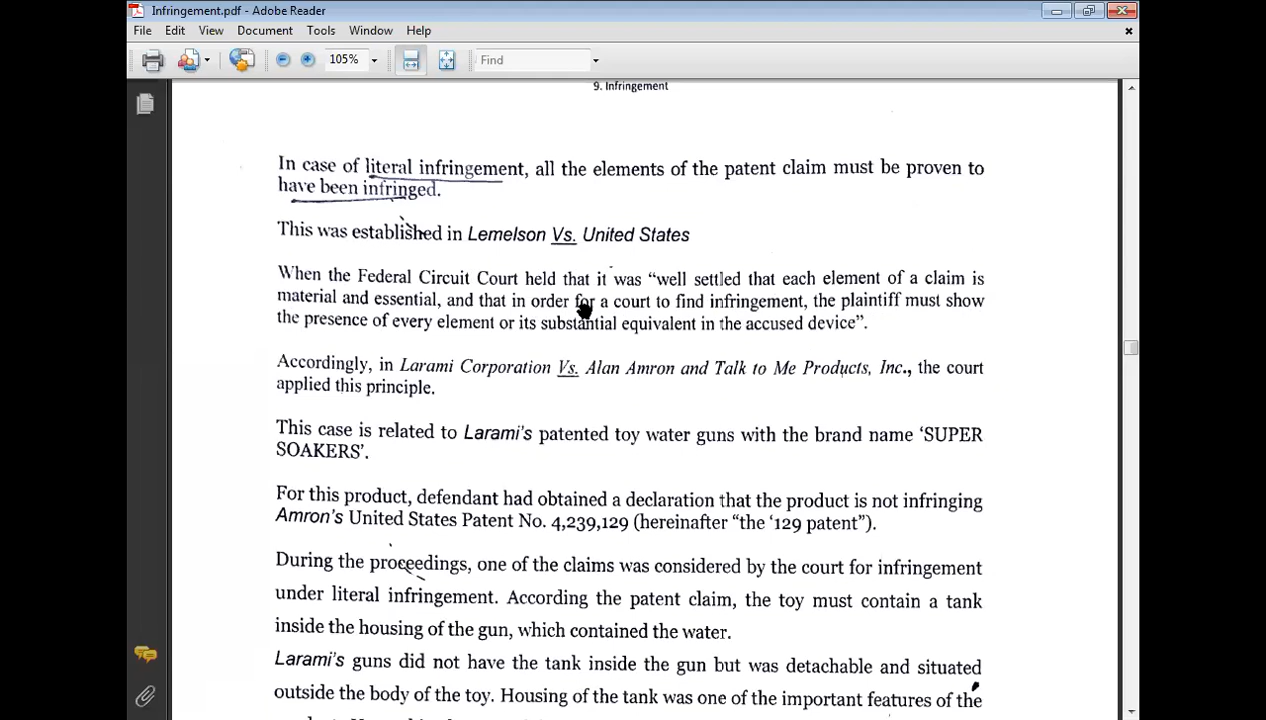 Infringement.pdf - Adobe Reader
File Edit View Document Tools Window Help
105% Find
9. Infringement
In case of literal infringement, all the elements of the patent claim must be proven to
have been infringed.
This was established in Lemelson Vs. United States
When the Federal Circuit Court held that it was “well settled that each element of a claim is
material and essential, and that in order for a court to find infringement, the plaintiff must show
the presence of every element or its substantial equivalent in the accused device”.
Accordingly, in Larami Corporation Vs. Alan Amron and Talk to Me Products, Inc., the court
applied this principle.
This case is related to Larami’s patented toy water guns with the brand name ‘SUPER
SOAKERS’.
For this product, defendant had obtained a declaration that the product is not infringing
Amron’s United States Patent No. 4,239,129 (hereinafter “the ‘129 patent”).
During the proceedings, one of the claims was considered by the court for infringement
under literal infringement. According the patent claim, the toy must contain a tank
inside the housing of the gun, which contained the water.
Larami’s guns did not have the tank inside the gun but was detachable and situated
outside the body of the toy. Housing of the tank was one of the important features of the